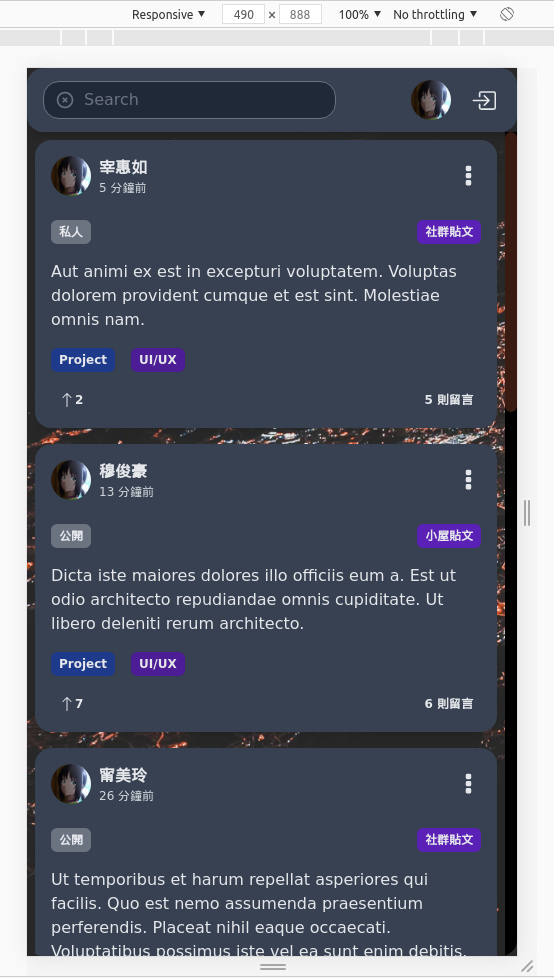 Responsive 490 × 888 100% No throttling
Search
宰惠如
5 分鐘前
私人 社群貼文
Aut animi ex est in excepturi voluptatem. Voluptas
dolorem provident cumque et est sint. Molestiae
omnis nam.
Project UI/UX
↑2 5 則留言
穆俊豪
13 分鐘前
公開 小屋貼文
Dicta iste maiores dolores illo officiis eum a. Est ut
odio architecto repudiandae omnis cupiditate. Ut
libero deleniti rerum architecto.
Project UI/UX
↑7 6 則留言
甯美玲
26 分鐘前
公開 社群貼文
Ut temporibus et harum repellat asperiores qui
facilis. Quo est nemo assumenda praesentium
perferendis. Placeat nihil eaque occaecati.
Voluptatibus possimus iste vel ea sunt enim debitis.